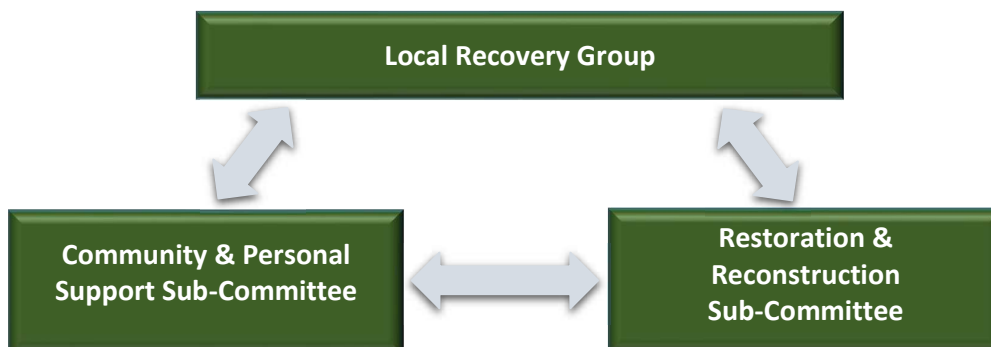 Local Recovery Group
Community & Personal
Support Sub-Committee
Restoration &
Reconstruction
Sub-Committee